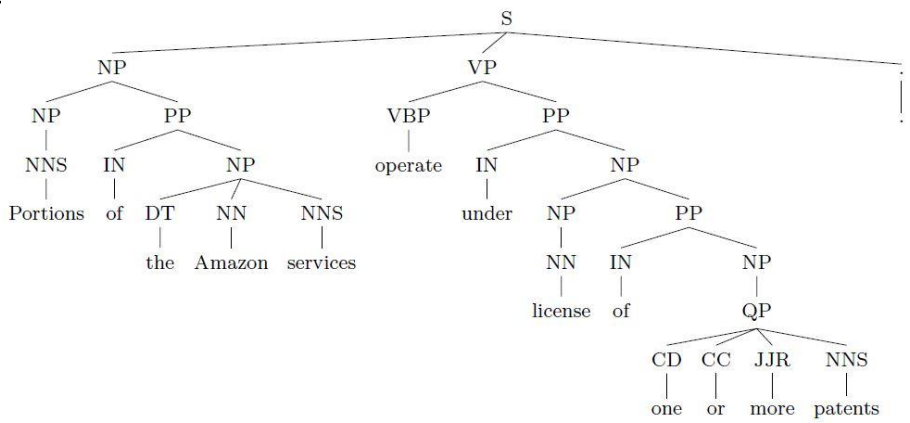 S
NP VP .
NP PP VBP PP .
NNS IN NP operate IN NP
Portions of DT NN NNS under NP PP
the Amazon services NN IN NP
license of QP
CD CC JJR NNS
one or more patents